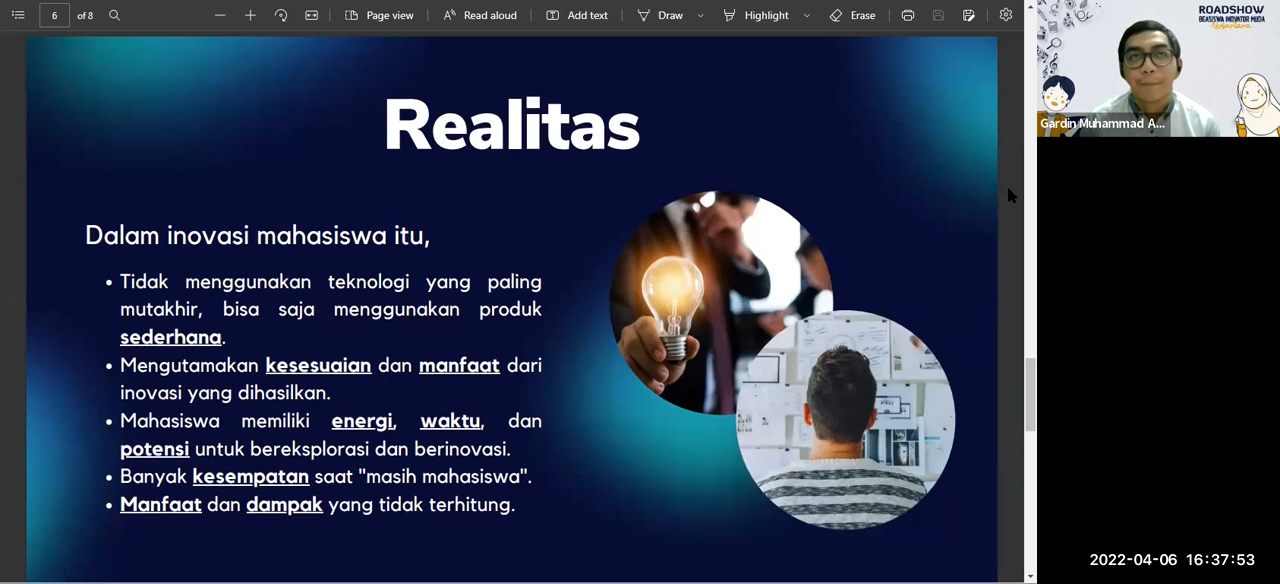 6 of 8
Page view
Read aloud
Add text
Draw
Highlight
Erase
Realitas
Dalam inovasi mahasiswa itu,
• Tidak menggunakan teknologi yang paling
mutakhir, bisa saja menggunakan produk
sederhana.
• Mengutamakan kesesuaian dan manfaat dari
inovasi yang dihasilkan.
• Mahasiswa memiliki energi, waktu, dan
potensi untuk bereksplorasi dan berinovasi.
• Banyak kesempatan saat "masih mahasiswa".
• Manfaat dan dampak yang tidak terhitung.
ROADSHOW
BEASISWA INOVATOR MUDA
Nusantara
Gardin Muhammad A...
2022-04-06 16:37:53